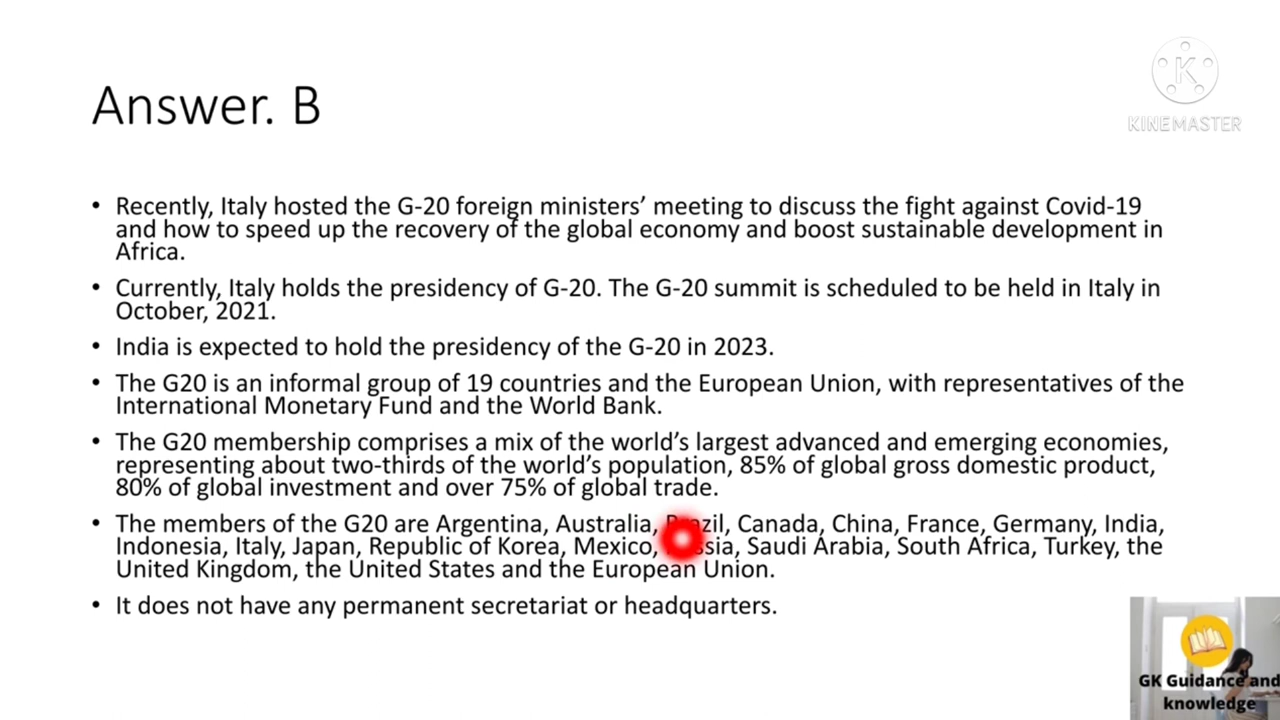 Answer. B
K
KINEMASTER
• Recently, Italy hosted the G-20 foreign ministers’ meeting to discuss the fight against Covid-19
and how to speed up the recovery of the global economy and boost sustainable development in
Africa.
• Currently, Italy holds the presidency of G-20. The G-20 summit is scheduled to be held in Italy in
October, 2021.
• India is expected to hold the presidency of the G-20 in 2023.
• The G20 is an informal group of 19 countries and the European Union, with representatives of the
International Monetary Fund and the World Bank.
• The G20 membership comprises a mix of the world’s largest advanced and emerging economies,
representing about two-thirds of the world’s population, 85% of global gross domestic product,
80% of global investment and over 75% of global trade.
• The members of the G20 are Argentina, Australia, Brazil, Canada, China, France, Germany, India,
Indonesia, Italy, Japan, Republic of Korea, Mexico, Russia, Saudi Arabia, South Africa, Turkey, the
United Kingdom, the United States and the European Union.
• It does not have any permanent secretariat or headquarters.
GK Guidance and
knowledge